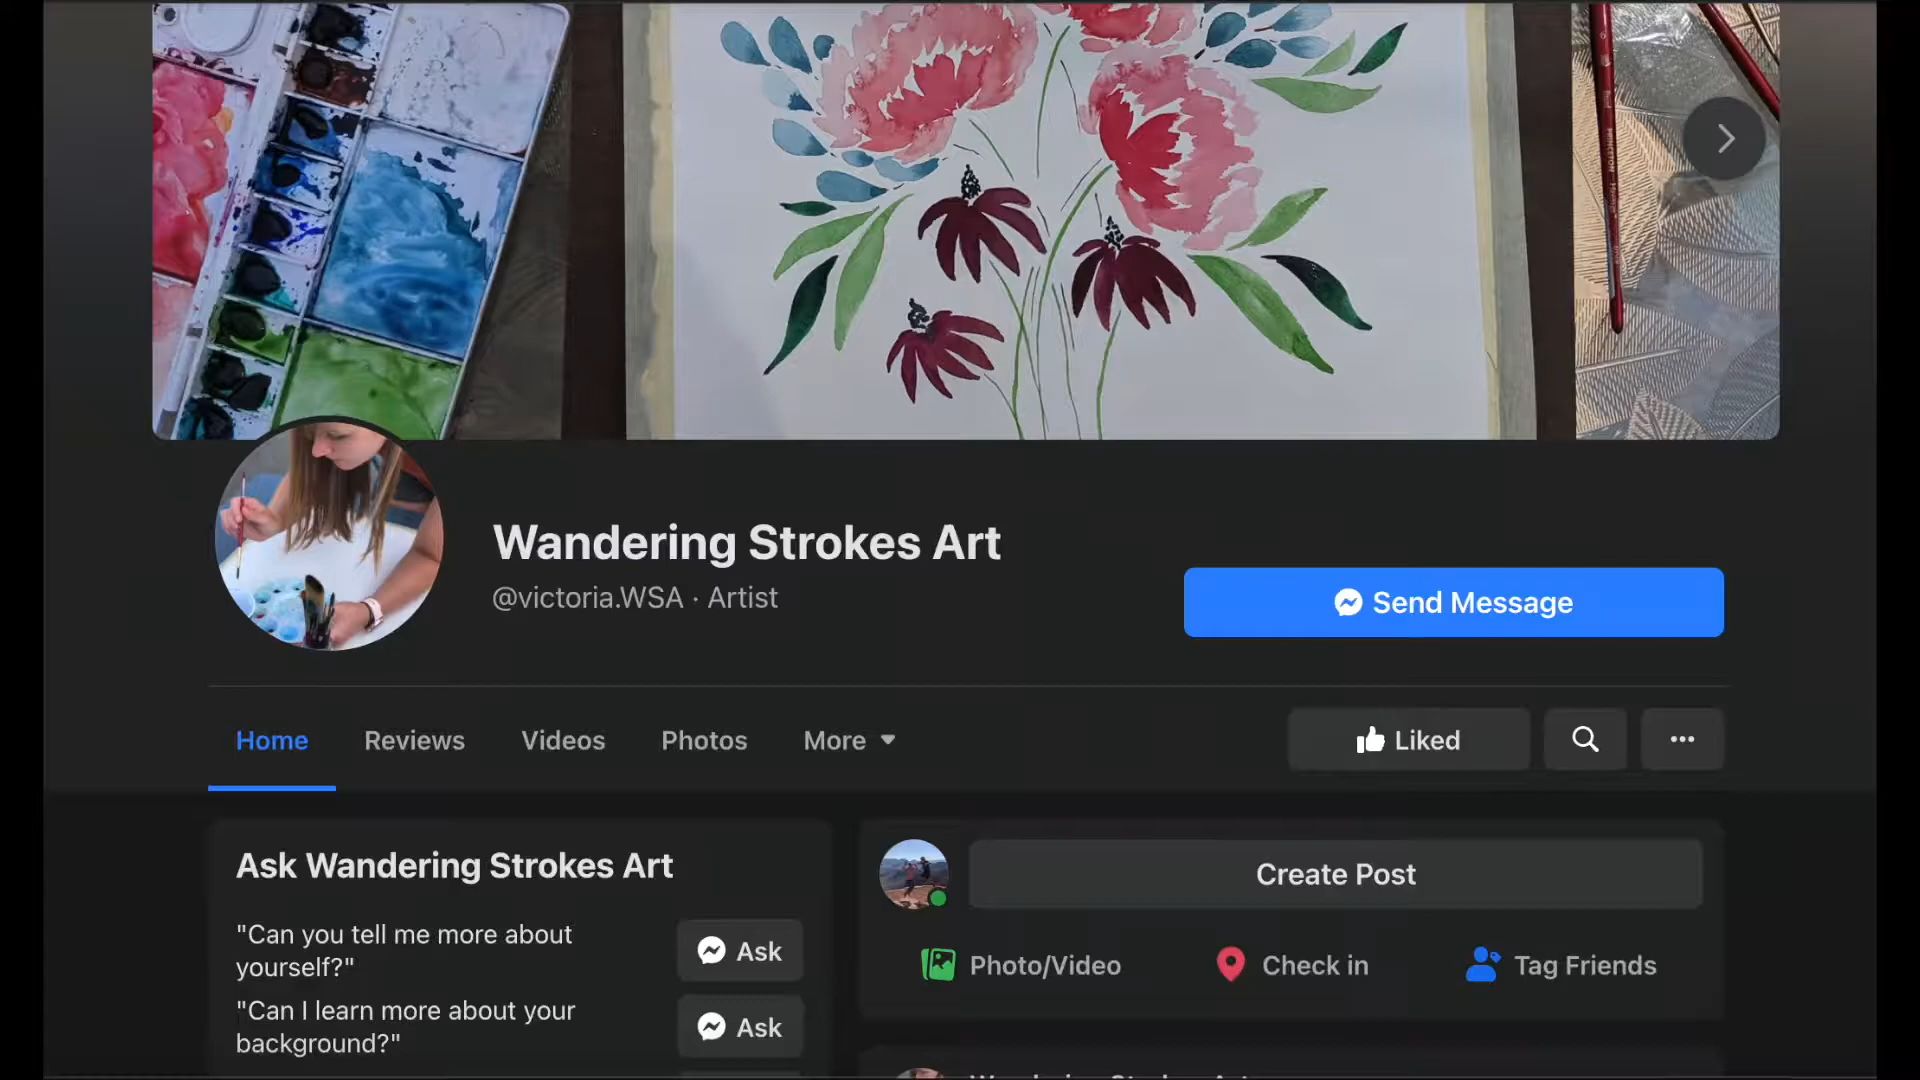 Wandering Strokes Art
@victoria.WSA · Artist
Send Message
Home
Reviews
Videos
Photos
More
Liked
Ask Wandering Strokes Art
"Can you tell me more about
yourself?"
Ask
"Can I learn more about your
background?"
Ask
Create Post
Photo/Video
Check in
Tag Friends